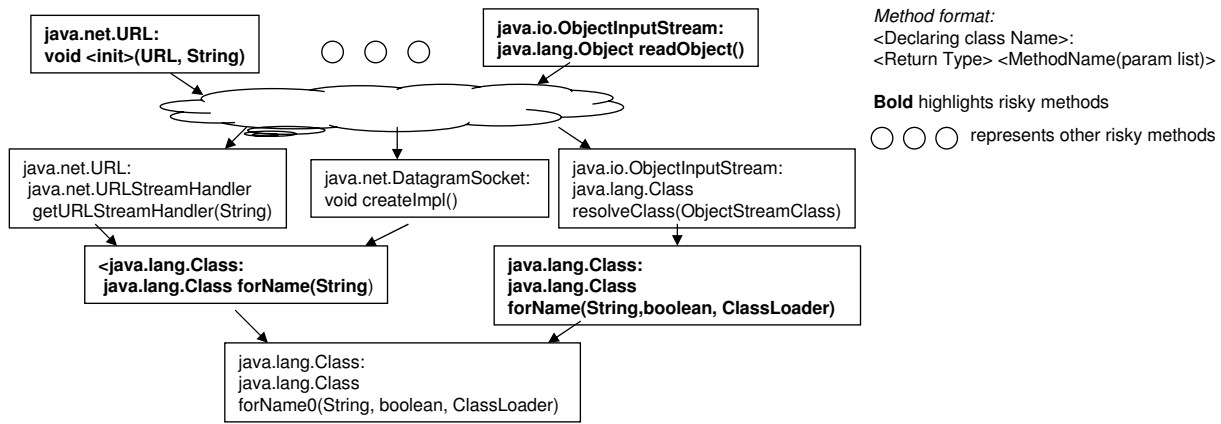 java.net.URL:
void <init>(URL, String)
java.io.ObjectInputStream:
java.lang.Object readObject()
Method format:
<Declaring class Name>:
<Return Type> <MethodName(param list)>
Bold highlights risky methods
represents other risky methods
java.net.URL:
java.net.URLStreamHandler
getURLStreamHandler(String)
java.net.DatagramSocket:
void createImpl()
java.io.ObjectInputStream:
java.lang.Class
resolveClass(ObjectStreamClass)
<java.lang.Class:
java.lang.Class forName(String)
java.lang.Class:
java.lang.Class
forName(String,boolean, ClassLoader)
java.lang.Class:
java.lang.Class
forName0(String, boolean, ClassLoader)